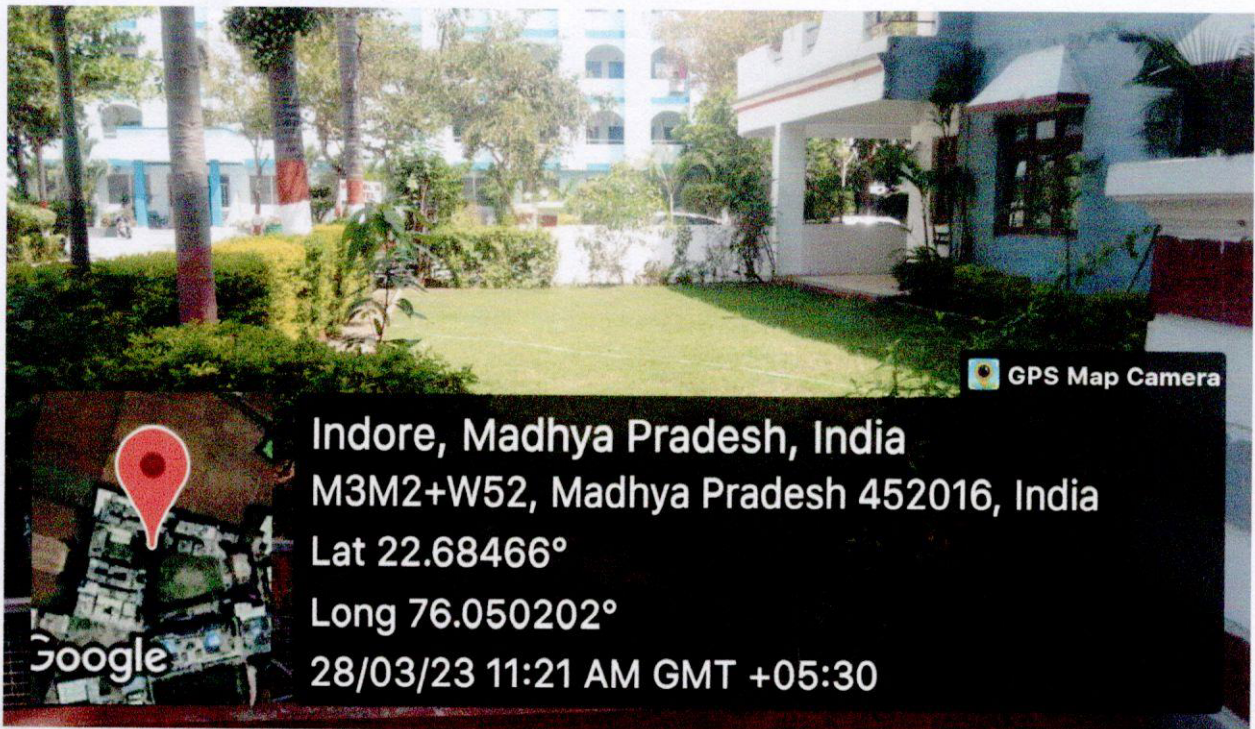 GPS Map Camera
Indore, Madhya Pradesh, India
M3M2+W52, Madhya Pradesh 452016, India
Lat 22.68466°
Long 76.050202°
28/03/23 11:21 AM GMT +05:30
Google